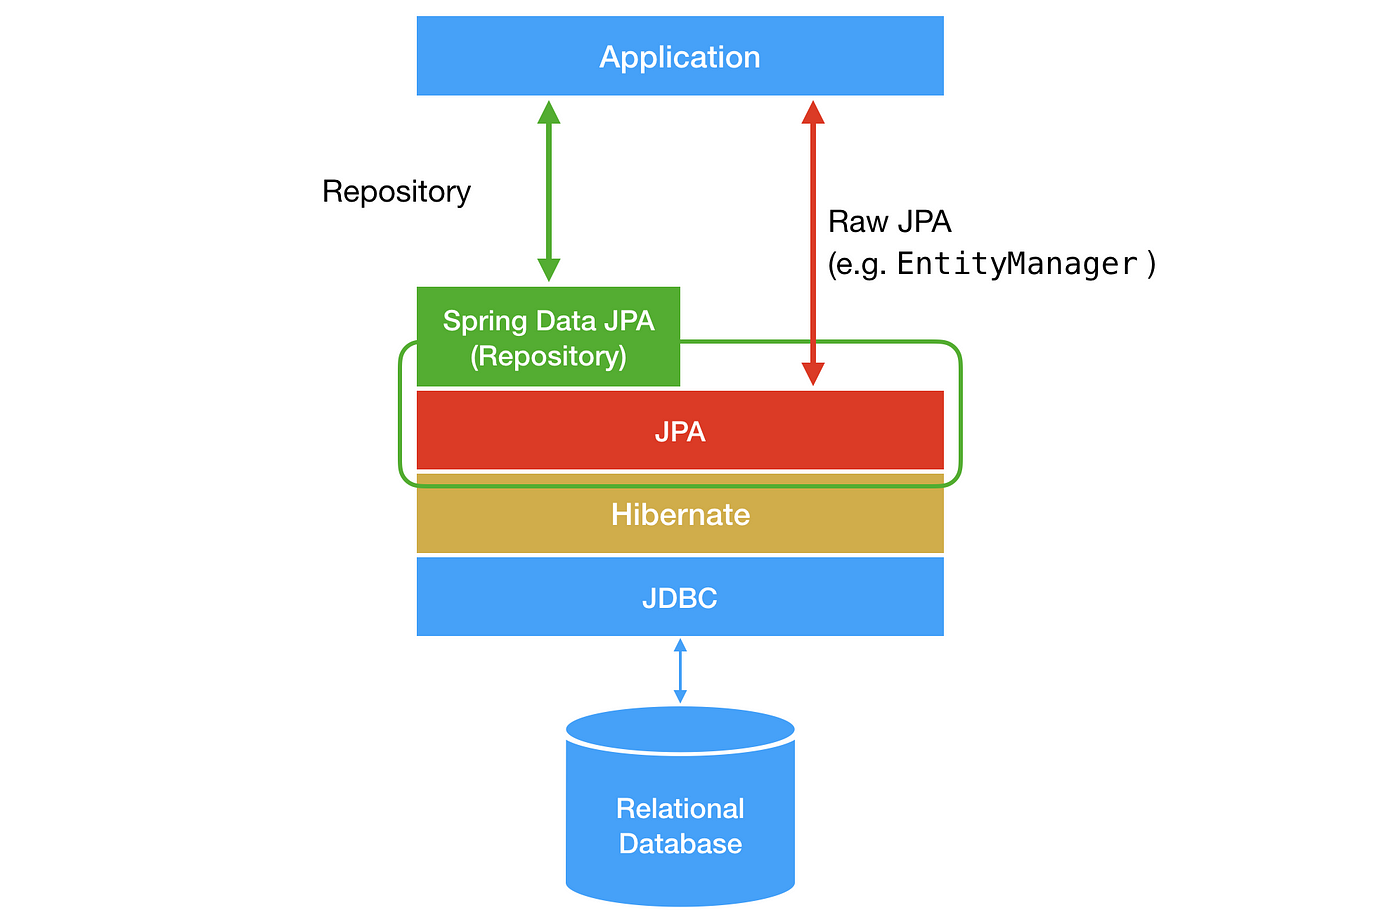 Application
Repository
Raw JPA
(e.g. EntityManager )
Spring Data JPA
(Repository)
JPA
Hibernate
JDBC
Relational
Database